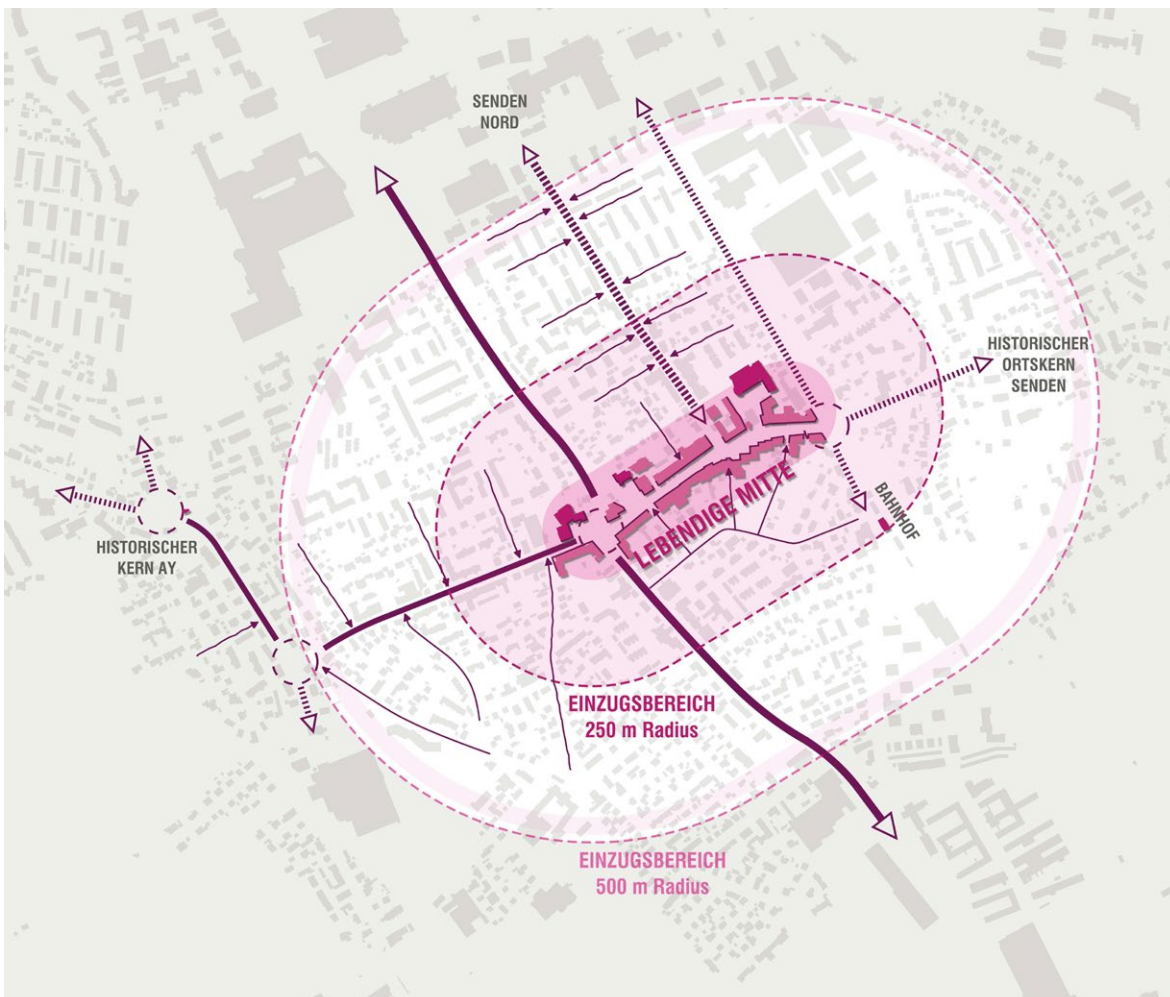 SENDEN
NORD
HISTORISCHER
ORTSKERN
SENDEN
LEBENDIGE MITTE
BAHNHOF
HISTORISCHER
KERN AY
EINZUGSBEREICH
250 m Radius
EINZUGSBEREICH
500 m Radius